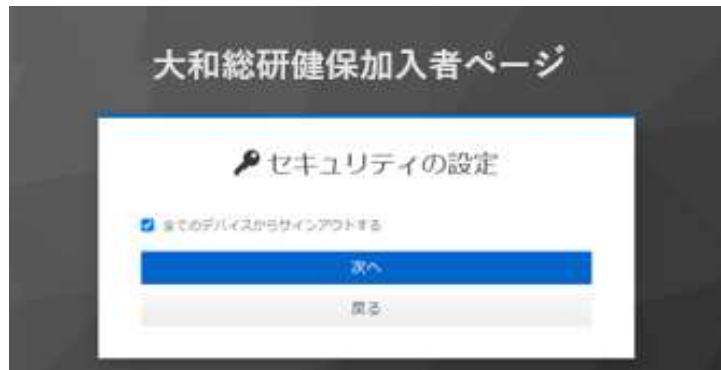 大和総研健保加入者ページ
セキュリティの設定
全てのデバイスからサインアウトする
次へ
戻る